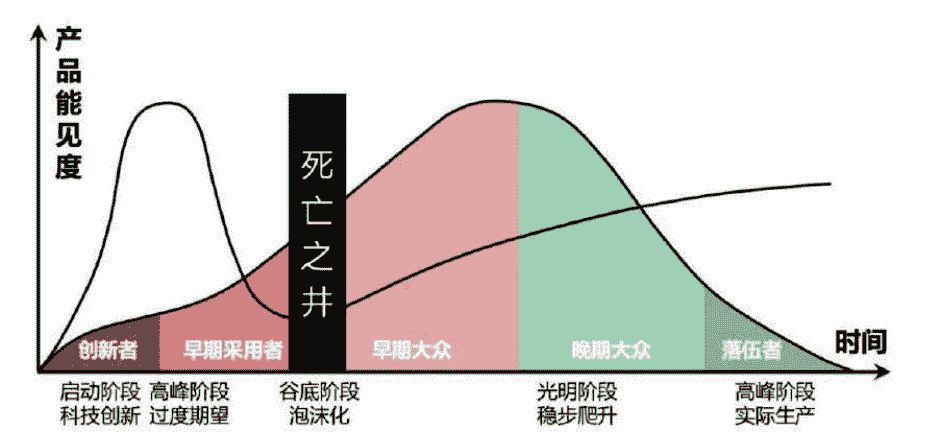 产品能见度
死亡之井
创新者
早期采用者
早期大众
晚期大众
落伍者
时间
启动阶段
科技创新
高峰阶段
过度期望
谷底阶段
泡沫化
光明阶段
稳步爬升
高峰阶段
实际生产